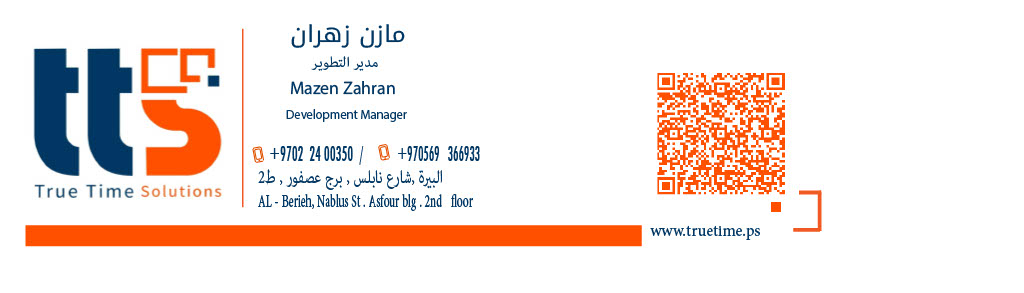 tts
True Time Solutions
مازن زهران
مدير التطوير
Mazen Zahran
Development Manager
+9702 24 00350 / +970569 366933
البيرة ,شارع نابلس , برج عصفور , ط2
AL - Berieh, Nablus St . Asfour blg . 2nd floor
www.truetime.ps